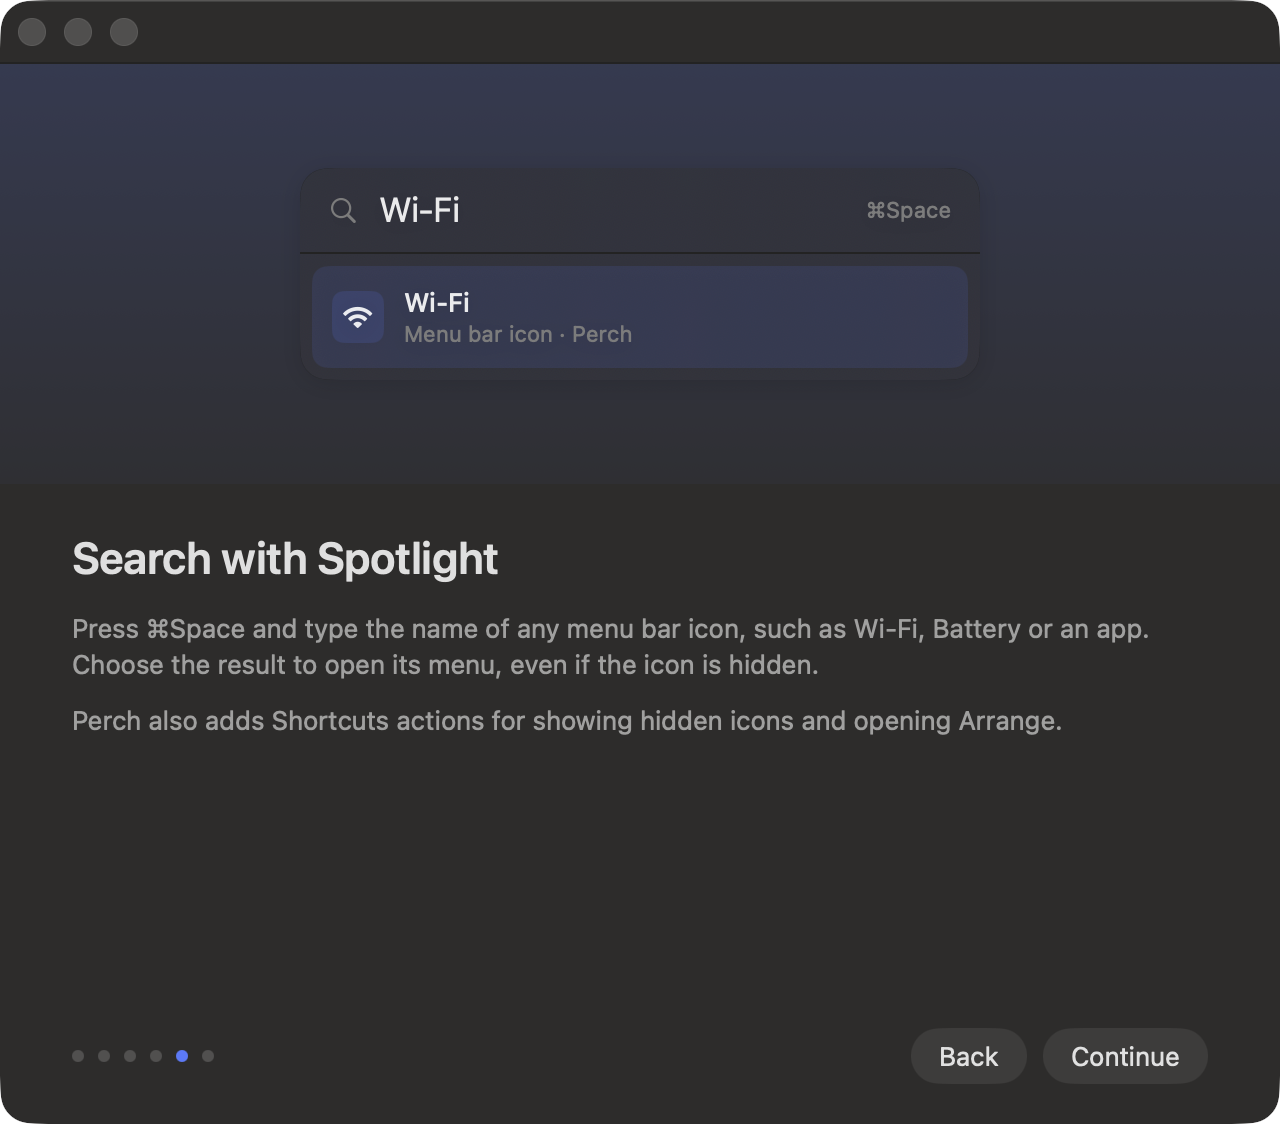 Wi-Fi
⌘Space
Wi-Fi
Menu bar icon · Perch
Search with Spotlight
Press ⌘Space and type the name of any menu bar icon, such as Wi-Fi, Battery or an app.
Choose the result to open its menu, even if the icon is hidden.
Perch also adds Shortcuts actions for showing hidden icons and opening Arrange.
Back
Continue